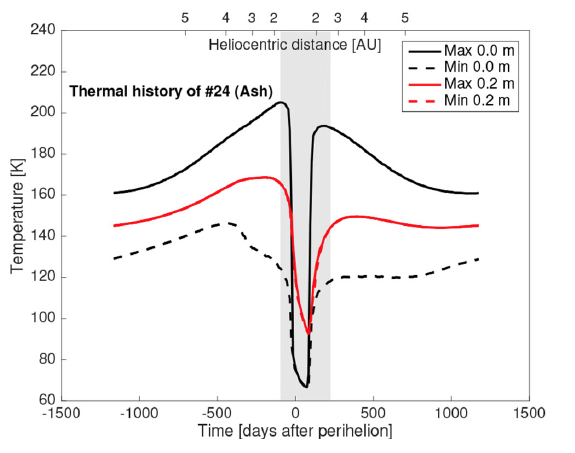 5 4 3 2 2 3 4 5
Heliocentric distance [AU]
Thermal history of #24 (Ash)
Max 0.0 m
Min 0.0 m
Max 0.2 m
Min 0.2 m
Temperature [K]
240
220
200
180
160
140
120
100
80
60
-1500 -1000 -500 0 500 1000 1500
Time [days after perihelion]